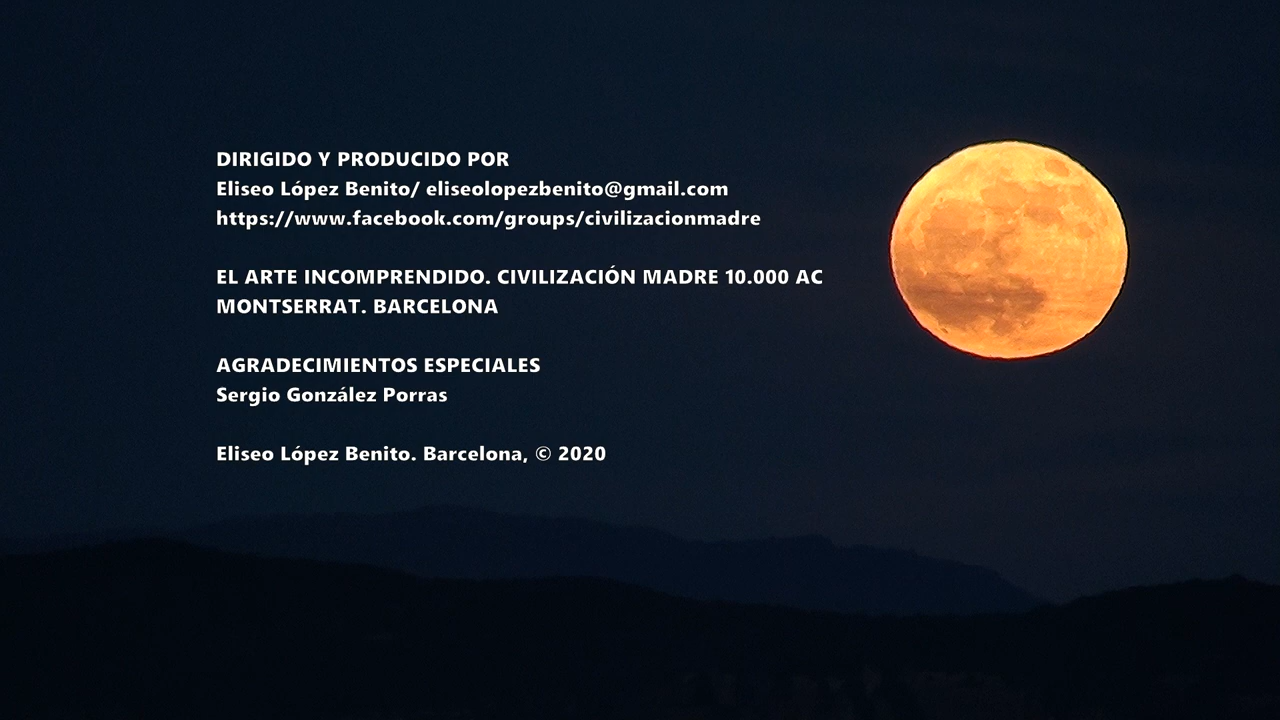 DIRIGIDO Y PRODUCIDO POR
Eliseo López Benito/ eliseolopezbenito@gmail.com
https://www.facebook.com/groups/civilizacionmadre
EL ARTE INCOMPRENDIDO. CIVILIZACIÓN MADRE 10.000 AC
MONTSERRAT. BARCELONA
AGRADECIMIENTOS ESPECIALES
Sergio González Porras
Eliseo López Benito. Barcelona, © 2020